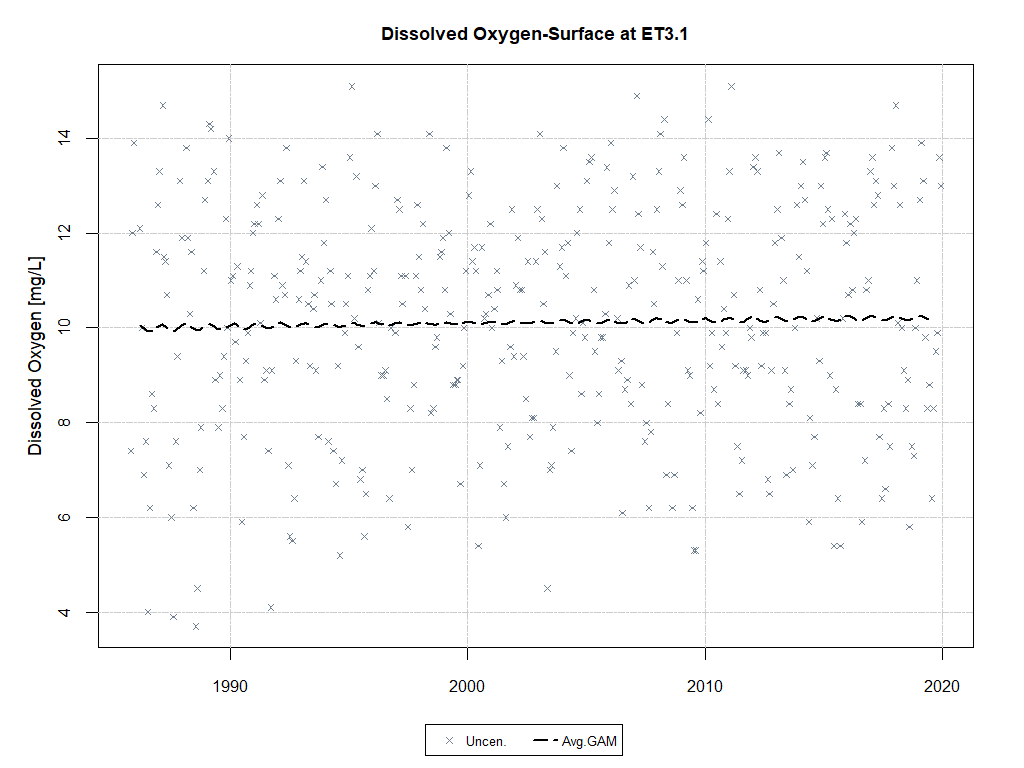 Dissolved Oxygen-Surface at ET3.1
Dissolved Oxygen [mg/L]
14
12
10
8
6
4
1990 2000 2010 2020
Uncen. Avg.GAM